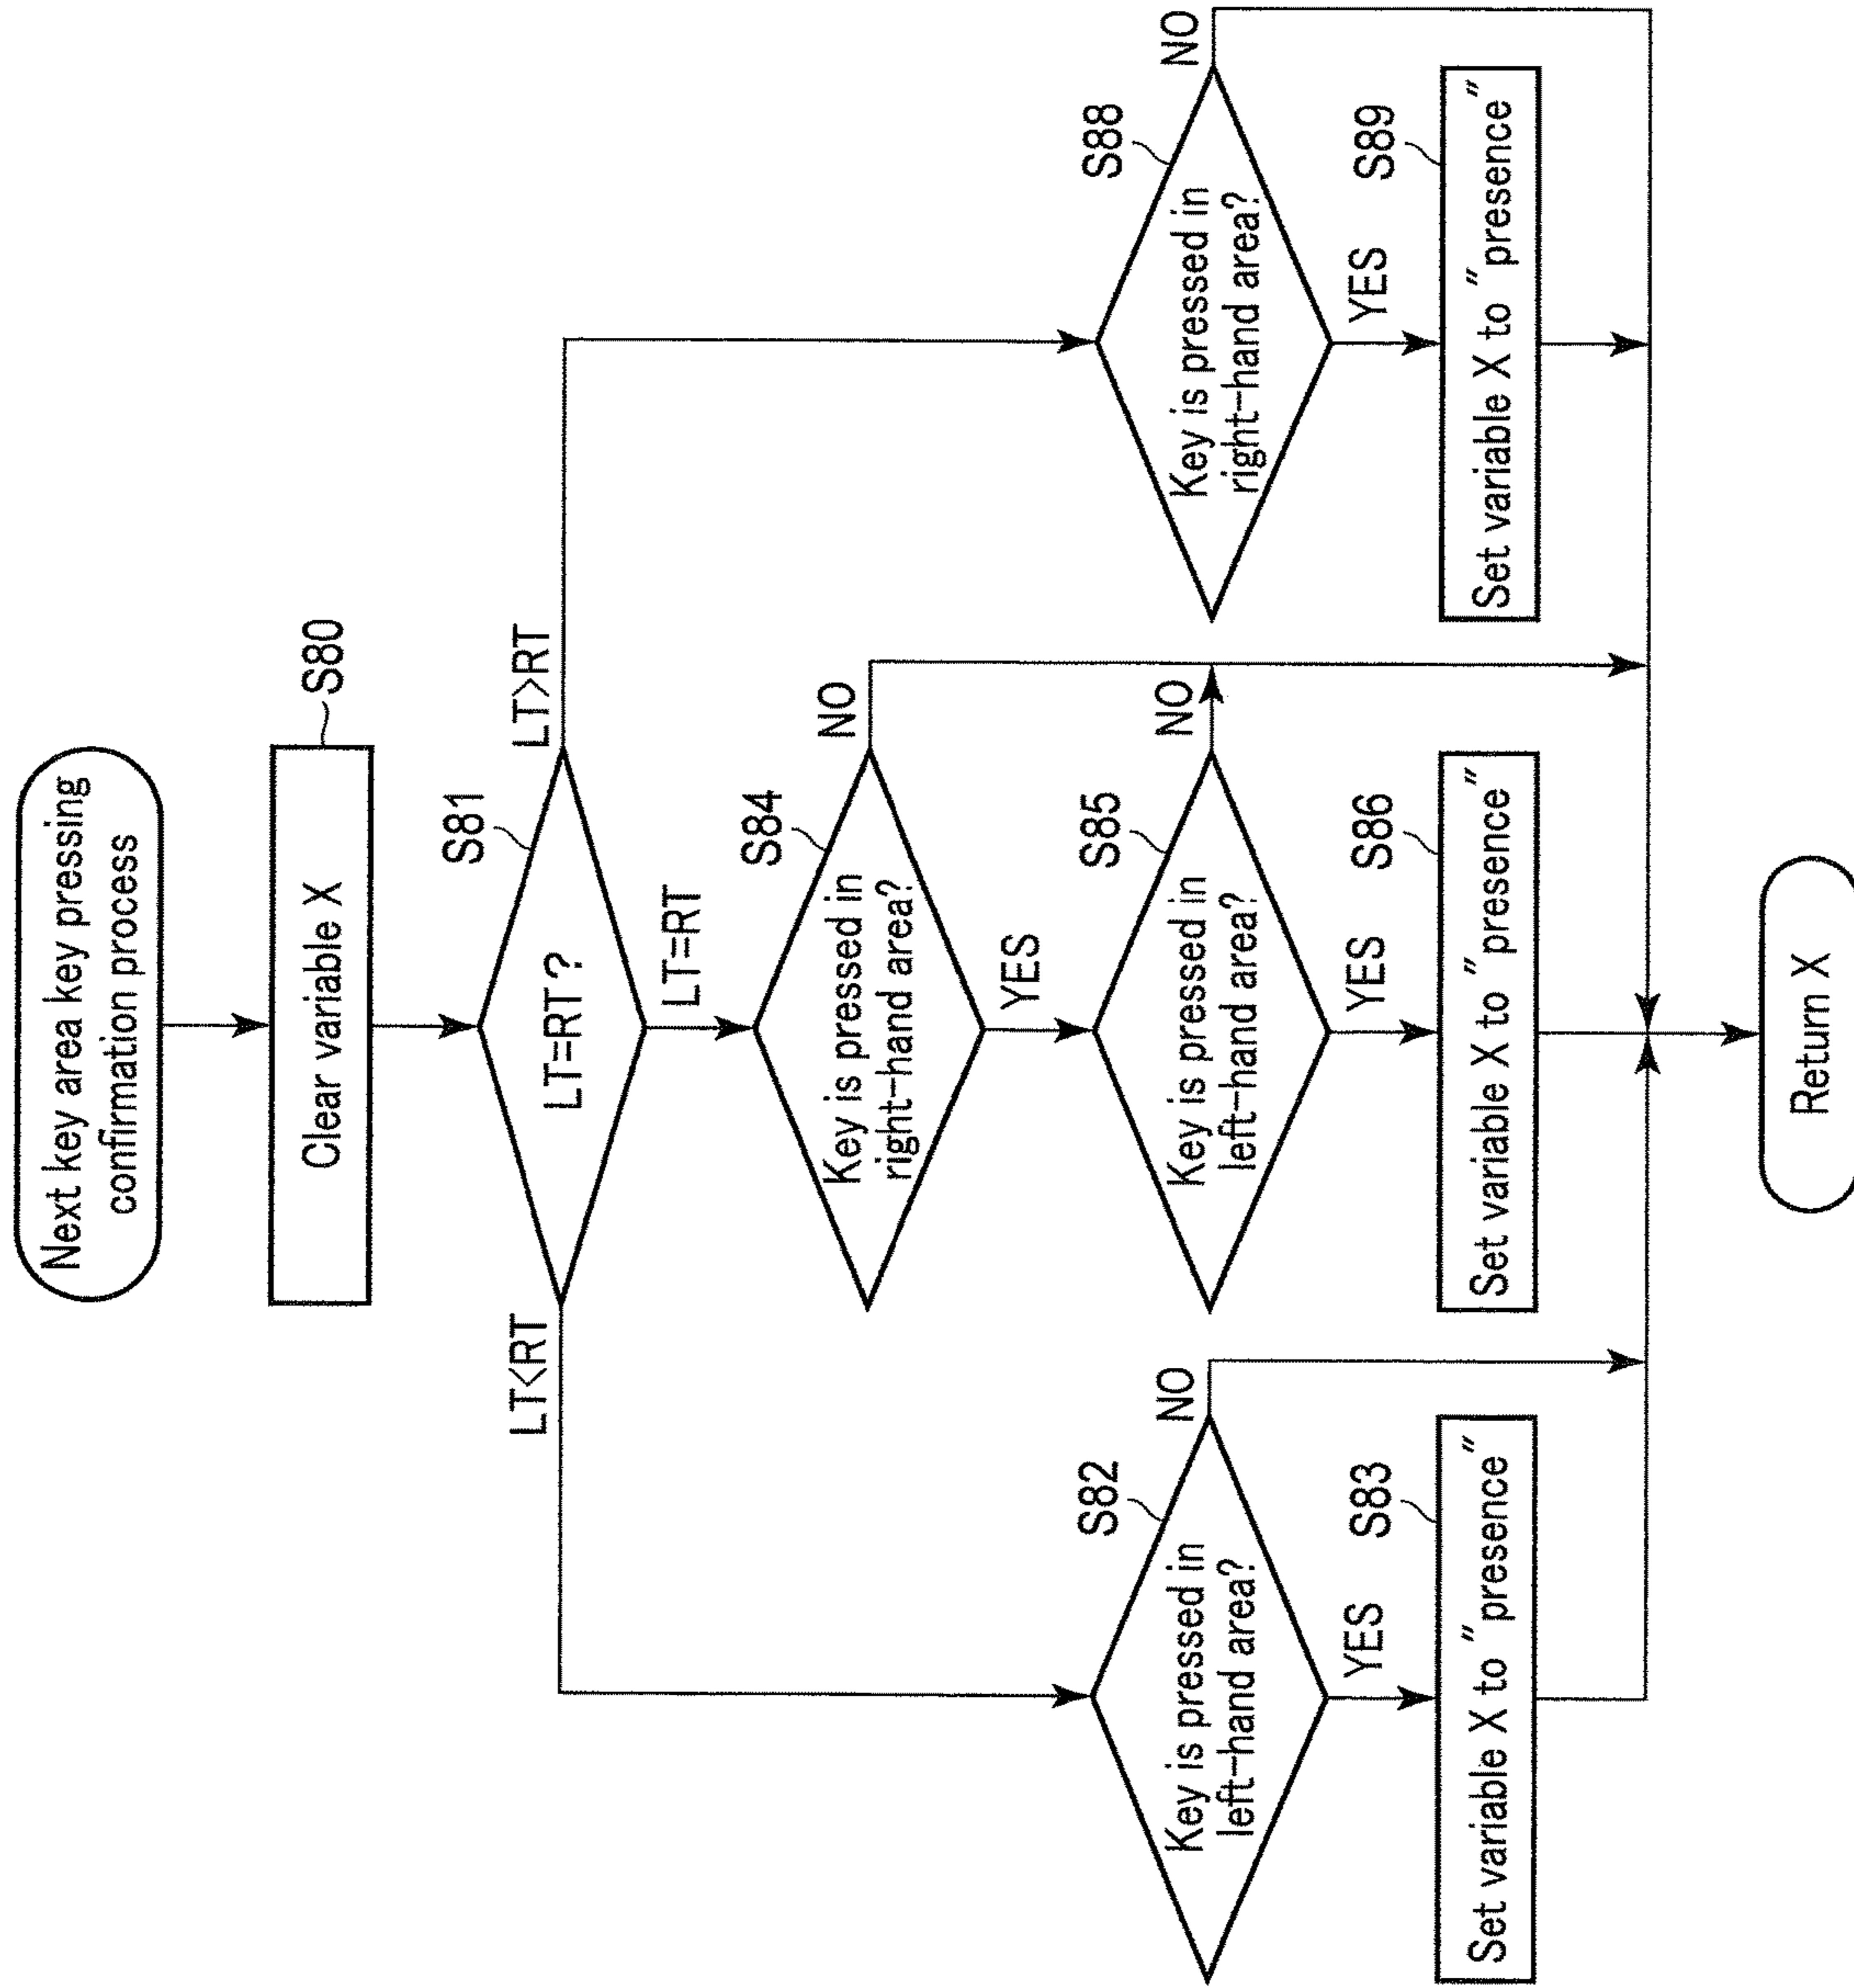 Next key area key pressing
confirmation process
S80
Clear variable X
S81
LT=RT?
LT<RT
LT=RT
LT>RT
S84
Key is pressed in
right-hand area?
NO
YES
S82
Key is pressed in
left-hand area?
NO
YES
S85
Key is pressed in
left-hand area?
NO
YES
S88
Key is pressed in
right-hand area?
NO
YES
S83
Set variable X to "presence"
S86
Set variable X to "presence"
S89
Set variable X to "presence"
Return X